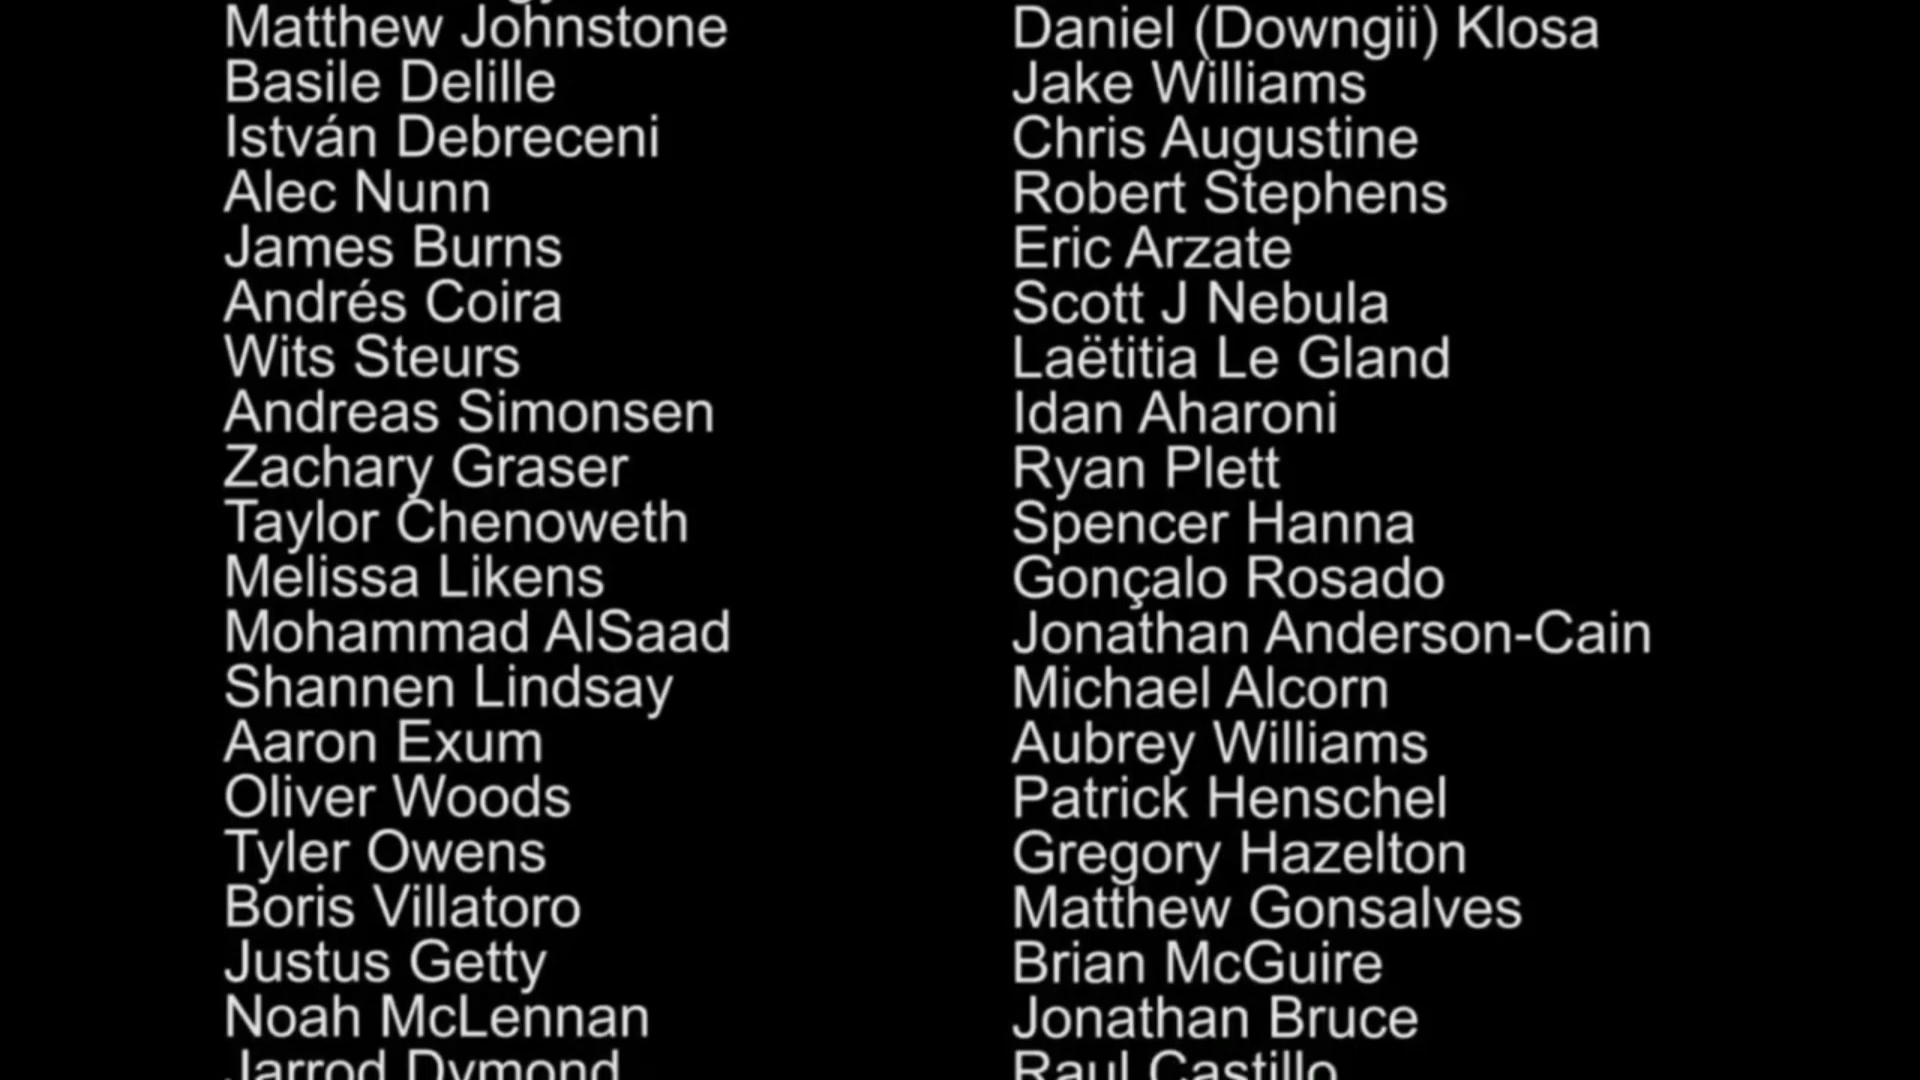 Matthew Johnstone
Basile Delille
István Debreceni
Alec Nunn
James Burns
Andrés Coira
Wits Steurs
Andreas Simonsen
Zachary Graser
Taylor Chenoweth
Melissa Likens
Mohammad AlSaad
Shannen Lindsay
Aaron Exum
Oliver Woods
Tyler Owens
Boris Villatoro
Justus Getty
Noah McLennan
Jarrod Dymond
Daniel (Downgii) Klosa
Jake Williams
Chris Augustine
Robert Stephens
Eric Arzate
Scott J Nebula
Laëtitia Le Gland
Idan Aharoni
Ryan Plett
Spencer Hanna
Gonçalo Rosado
Jonathan Anderson-Cain
Michael Alcorn
Aubrey Williams
Patrick Henschel
Gregory Hazelton
Matthew Gonsalves
Brian McGuire
Jonathan Bruce
Raul Castillo